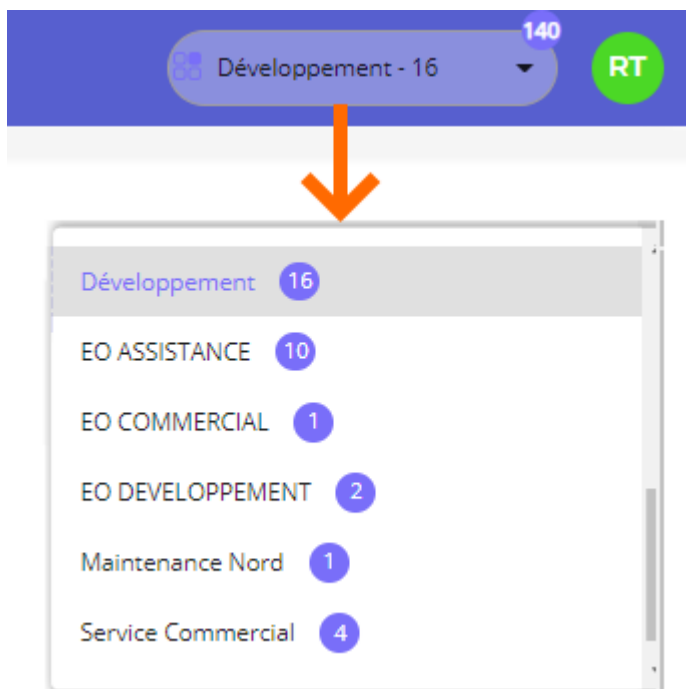 140
Développement - 16
RT
Développement 16
EO ASSISTANCE 10
EO COMMERCIAL 1
EO DEVELOPPEMENT 2
Maintenance Nord 1
Service Commercial 4